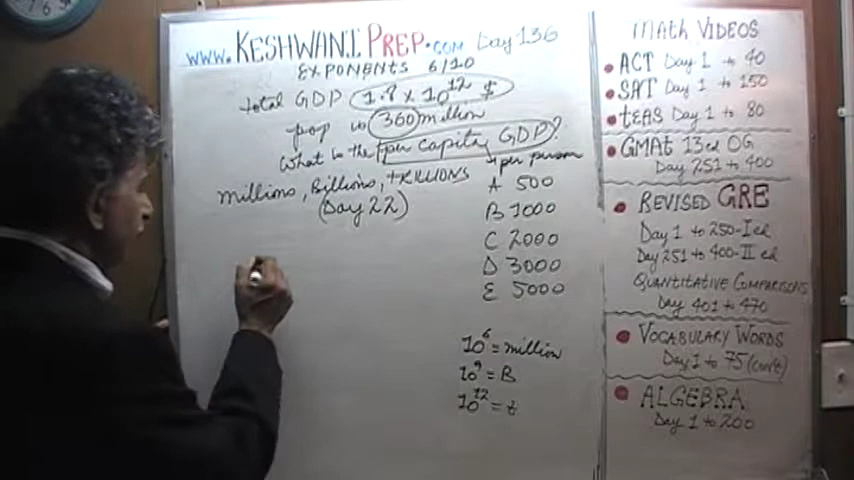 www.KESHWANIPREP.COM Day 136
EXPONENTS 6/10
total GDP 1.8 x 10^12 $
pop is 360 million
What is the per capita GDP?
per person
millions, Billions, tRILLIONS
(Day 22)
A 500
B 1000
C 2000
D 3000
E 5000
10^6 = million
10^9 = B
10^12 = t
Math VIDEOS
ACT Day 1 to 40
SAT Day 1 to 150
tEAS Day 1 to 80
GMAt 13ed OG
Day 251 to 400
REVISED GRE
Day 1 to 250-I ed
Day 251 to 400-II ed
QUANTITATIVE COMPARISONS
Day 401 to 470
VOCABULARY WORDS
Day 1 to 75 (con't)
ALGEBRA
Day 1 to 200